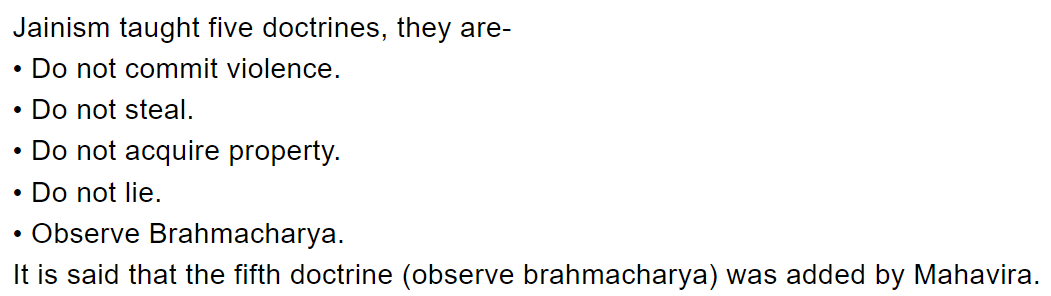 Jainism taught five doctrines, they are-
• Do not commit violence.
• Do not steal.
• Do not acquire property.
• Do not lie.
• Observe Brahmacharya.
It is said that the fifth doctrine (observe brahmacharya) was added by Mahavira.